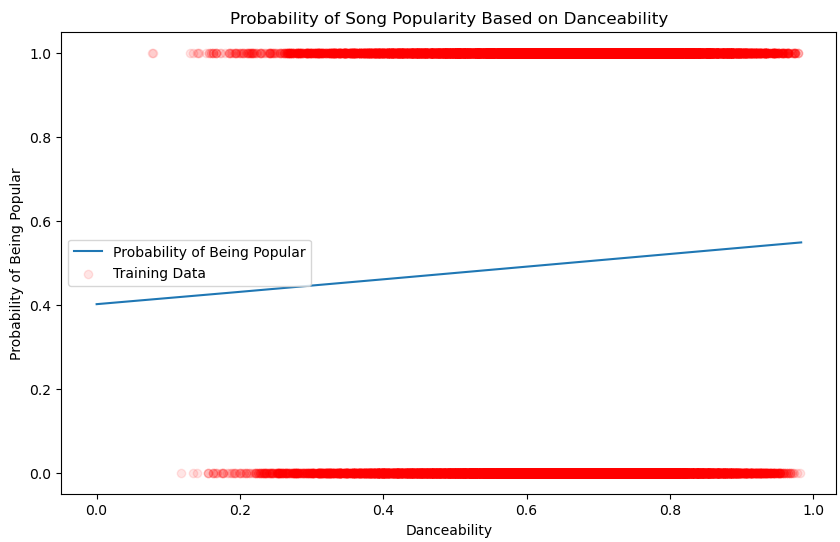 Probability of Song Popularity Based on Danceability
1.0
0.8
0.6
0.4
0.2
0.0
Probability of Being Popular
Probability of Being Popular
Training Data
0.0 0.2 0.4 0.6 0.8 1.0
Danceability